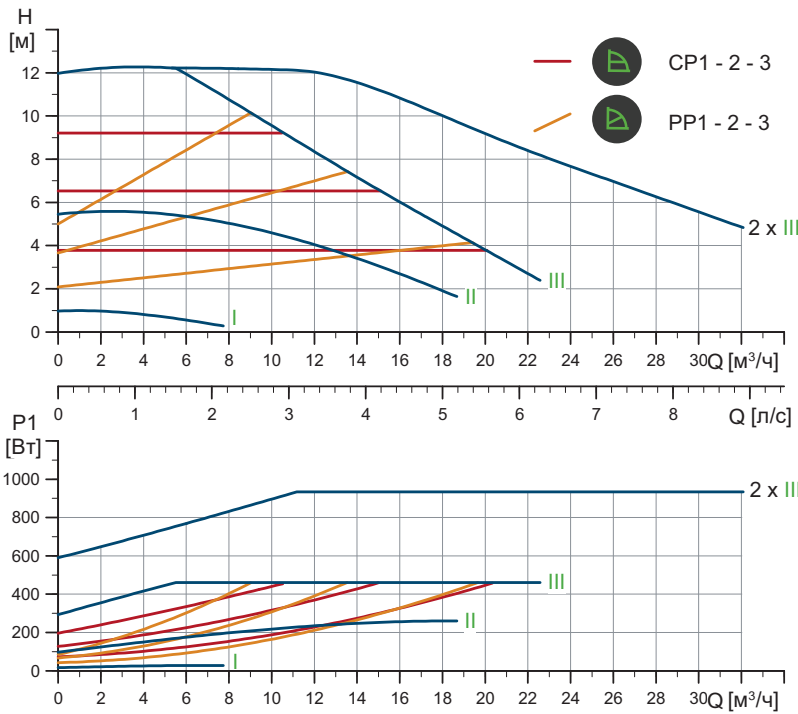 H
[м]
12
10
8
6
4
2
0
CP1 - 2 - 3
PP1 - 2 - 3
2 x III
III
II
I
0 2 4 6 8 10 12 14 16 18 20 22 24 26 28 30 Q [м³/ч]
0 1 2 3 4 5 6 7 8 Q [л/с]
P1
[Вт]
1000
800
600
400
200
0
2 x III
III
II
I
0 2 4 6 8 10 12 14 16 18 20 22 24 26 28 30 Q [м³/ч]